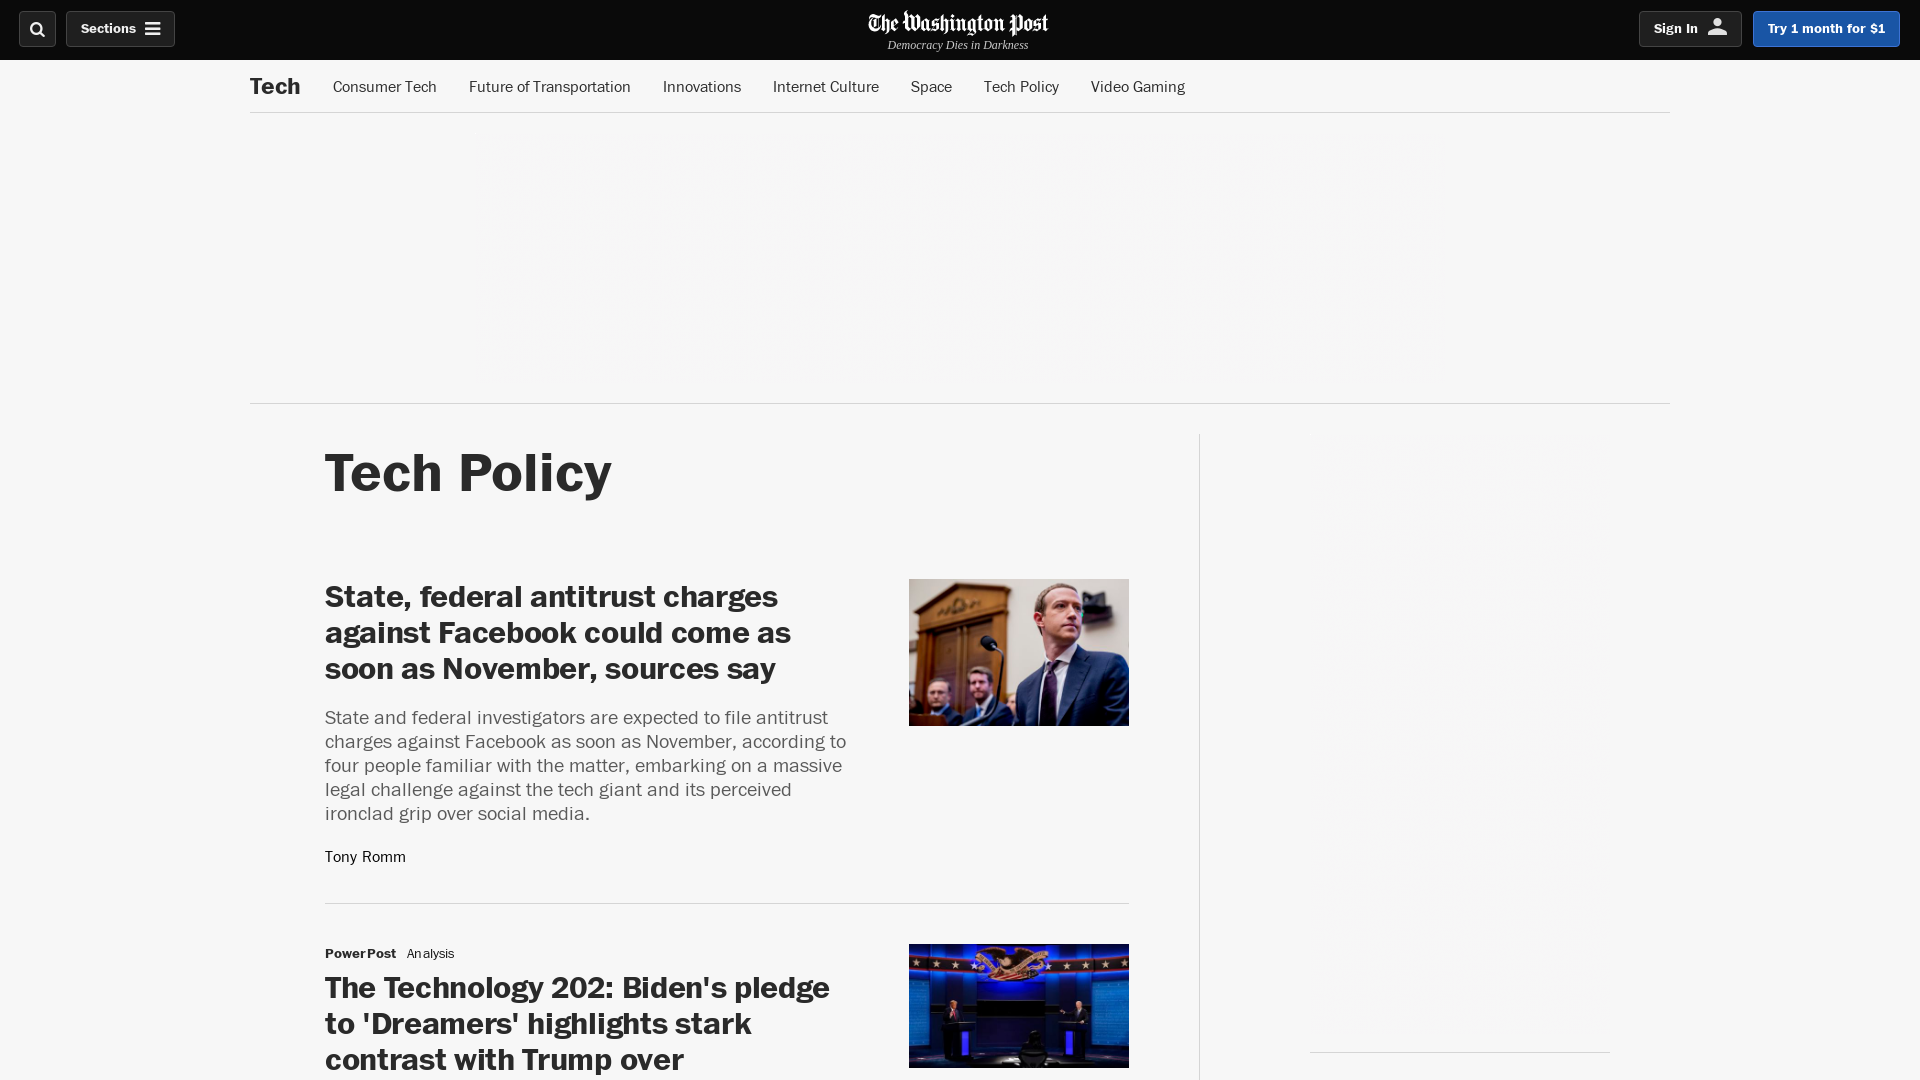 Sections
The Washington Post
Democracy Dies in Darkness
Sign In
Try 1 month for $1
Tech
Consumer Tech
Future of Transportation
Innovations
Internet Culture
Space
Tech Policy
Video Gaming
Tech Policy
State, federal antitrust charges
against Facebook could come as
soon as November, sources say
State and federal investigators are expected to file antitrust
charges against Facebook as soon as November, according to
four people familiar with the matter, embarking on a massive
legal challenge against the tech giant and its perceived
ironclad grip over social media.
Tony Romm
PowerPost Analysis
The Technology 202: Biden's pledge
to 'Dreamers' highlights stark
contrast with Trump over